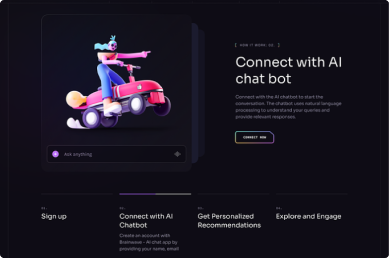 [ HOW IT WORK: 02. ]
Connect with AI
chat bot
Connect with the AI chatbot to start the
conversation. The chatbot uses natural language
processing to understand your queries and
provide relevant responses.
CONNECT NOW
Ask anything
01.
Sign up
02.
Connect with AI
Chatbot
Create an account with
Brainwave - AI chat app by
providing your name, email
03.
Get Personalized
Recommendations
04.
Explore and Engage